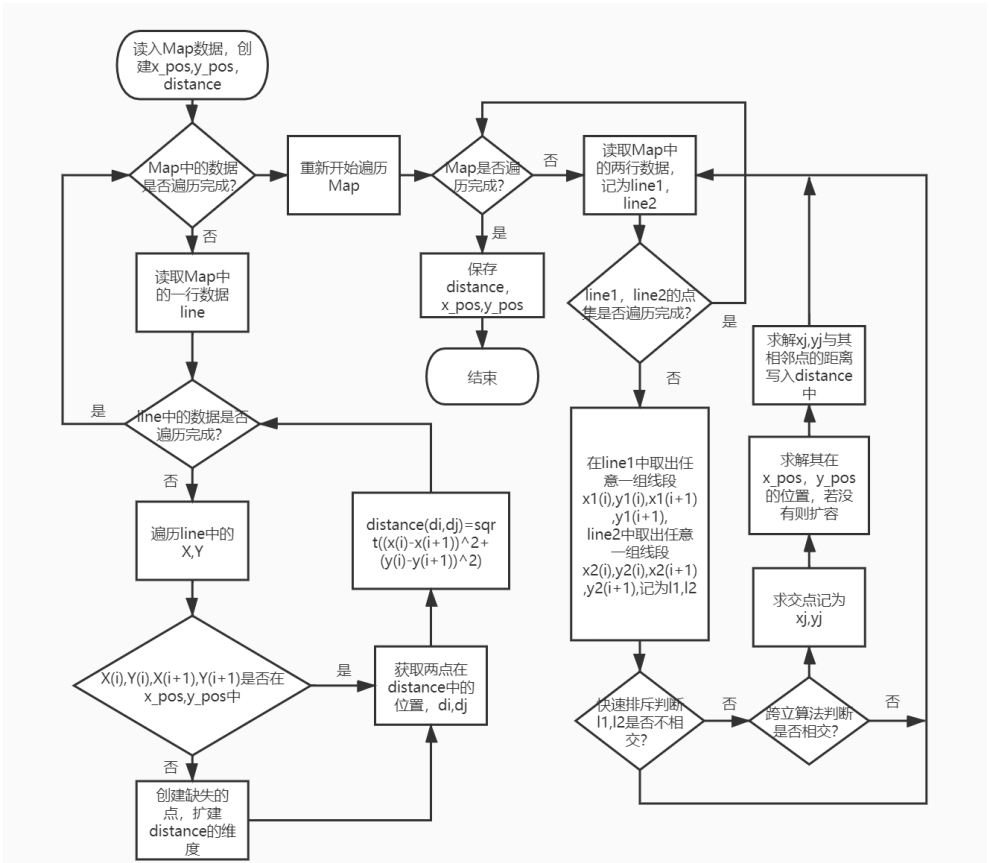 读入Map数据，创
建x_pos,y_pos，
distance
Map中的数据
是否遍历完成？
否
读取Map中
的一行数据
line
line中的数据是否
遍历完成？
是
否
遍历line中的
X,Y
X(i),Y(i),X(i+1),Y(i+1)是否在
x_pos,y_pos中
是
否
创建缺失的
点，扩建
distance的维
度
获取两点在
distance中的
位置，di,dj
distance(di,dj)=sqr
t((x(i)-x(i+1))^2+
(y(i)-y(i+1))^2)
重新开始遍历
Map
Map是否遍
历完成？
否
是
保存
distance，
x_pos,y_pos
结束
读取Map中
的两行数据，
记为line1，
line2
line1，line2的点
集是否遍历完成？
是
否
在line1中取出任
意一组线段
x1(i),y1(i),x1(i+1)
,y1(i+1),
line2中取出任意
一组线段
x2(i),y2(i),x2(i+1)
,y2(i+1),记为l1,l2
快速排斥判断
l1,l2是否不相
交？
否
跨立算法判断
是否相交？
否
求交点记为
xj,yj
求解其在
x_pos，y_pos
的位置，若没
有则扩容
求解xj,yj与其
相邻点的距离
写入distance
中